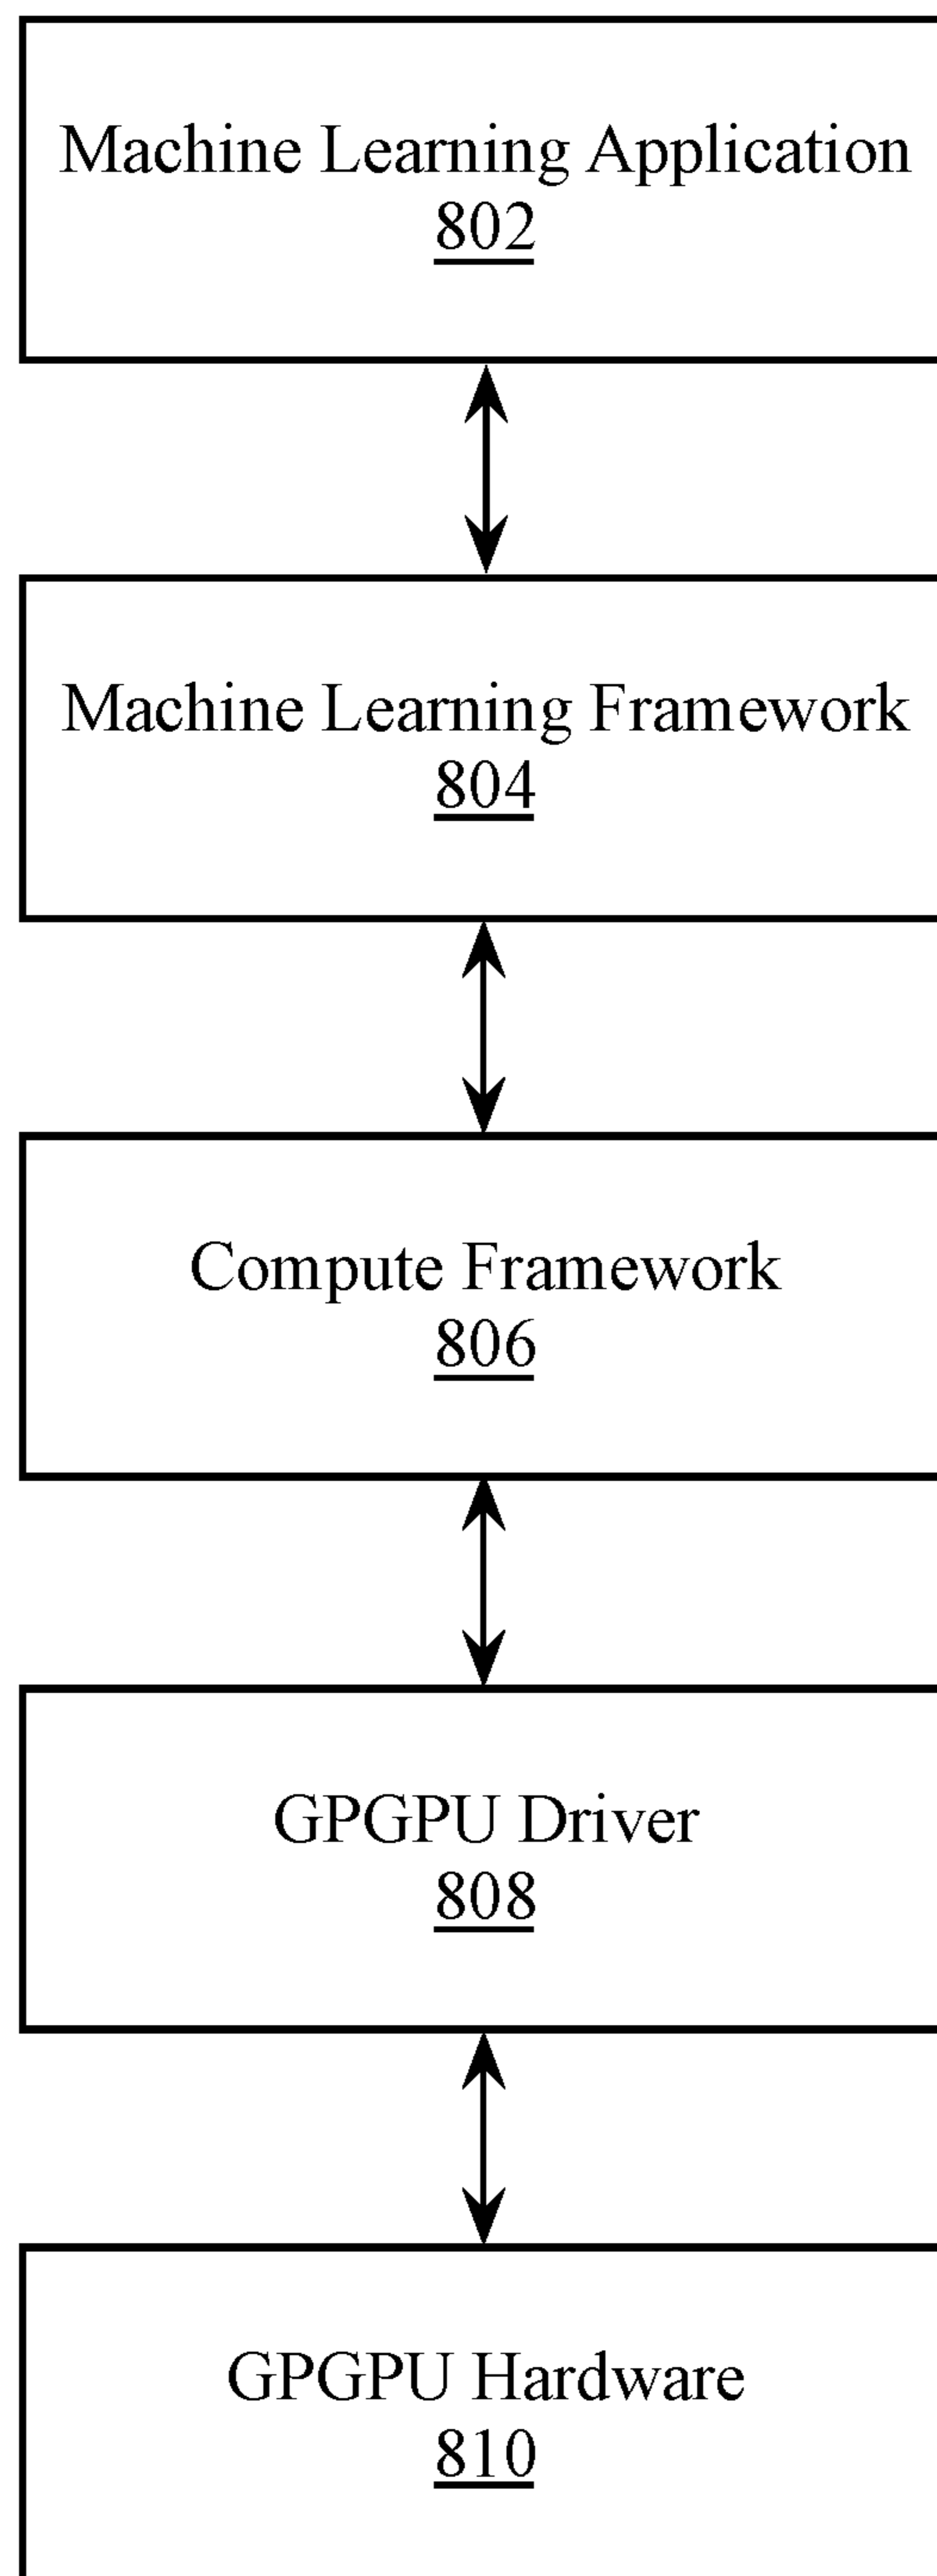 Machine Learning Application
802
Machine Learning Framework
804
Compute Framework
806
GPGPU Driver
808
GPGPU Hardware
810